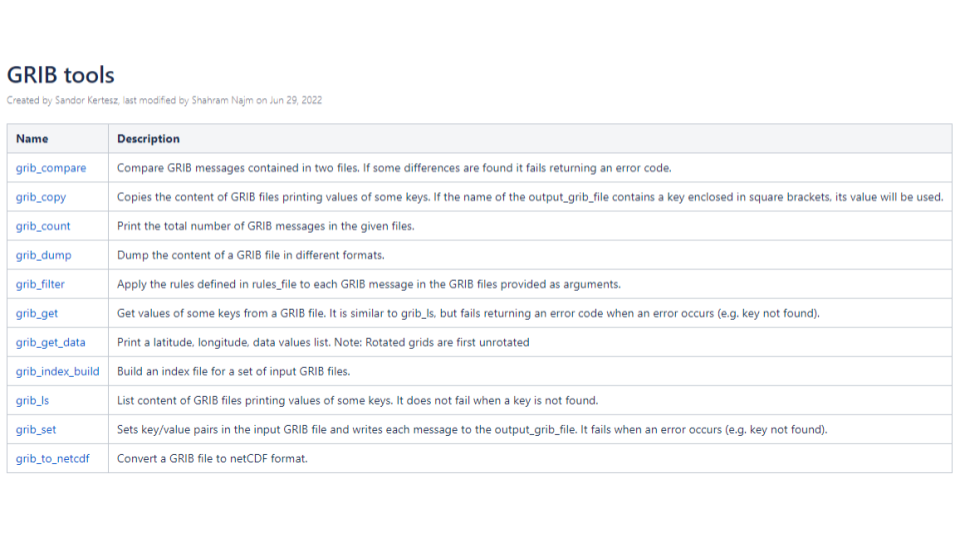 GRIB tools
Created by Sandor Kertesz, last modified by Shahram Najm on Jun 29, 2022
Name Description
grib_compare Compare GRIB messages contained in two files. If some differences are found it fails returning an error code.
grib_copy Copies the content of GRIB files printing values of some keys. If the name of the output_grib_file contains a key enclosed in square brackets, its value will be used.
grib_count Print the total number of GRIB messages in the given files.
grib_dump Dump the content of a GRIB file in different formats.
grib_filter Apply the rules defined in rules_file to each GRIB message in the GRIB files provided as arguments.
grib_get Get values of some keys from a GRIB file. It is similar to grib_ls, but fails returning an error code when an error occurs (e.g. key not found).
grib_get_data Print a latitude, longitude, data values list. Note: Rotated grids are first unrotated
grib_index_build Build an index file for a set of input GRIB files.
grib_ls List content of GRIB files printing values of some keys. It does not fail when a key is not found.
grib_set Sets key/value pairs in the input GRIB file and writes each message to the output_grib_file. It fails when an error occurs (e.g. key not found).
grib_to_netcdf Convert a GRIB file to netCDF format.